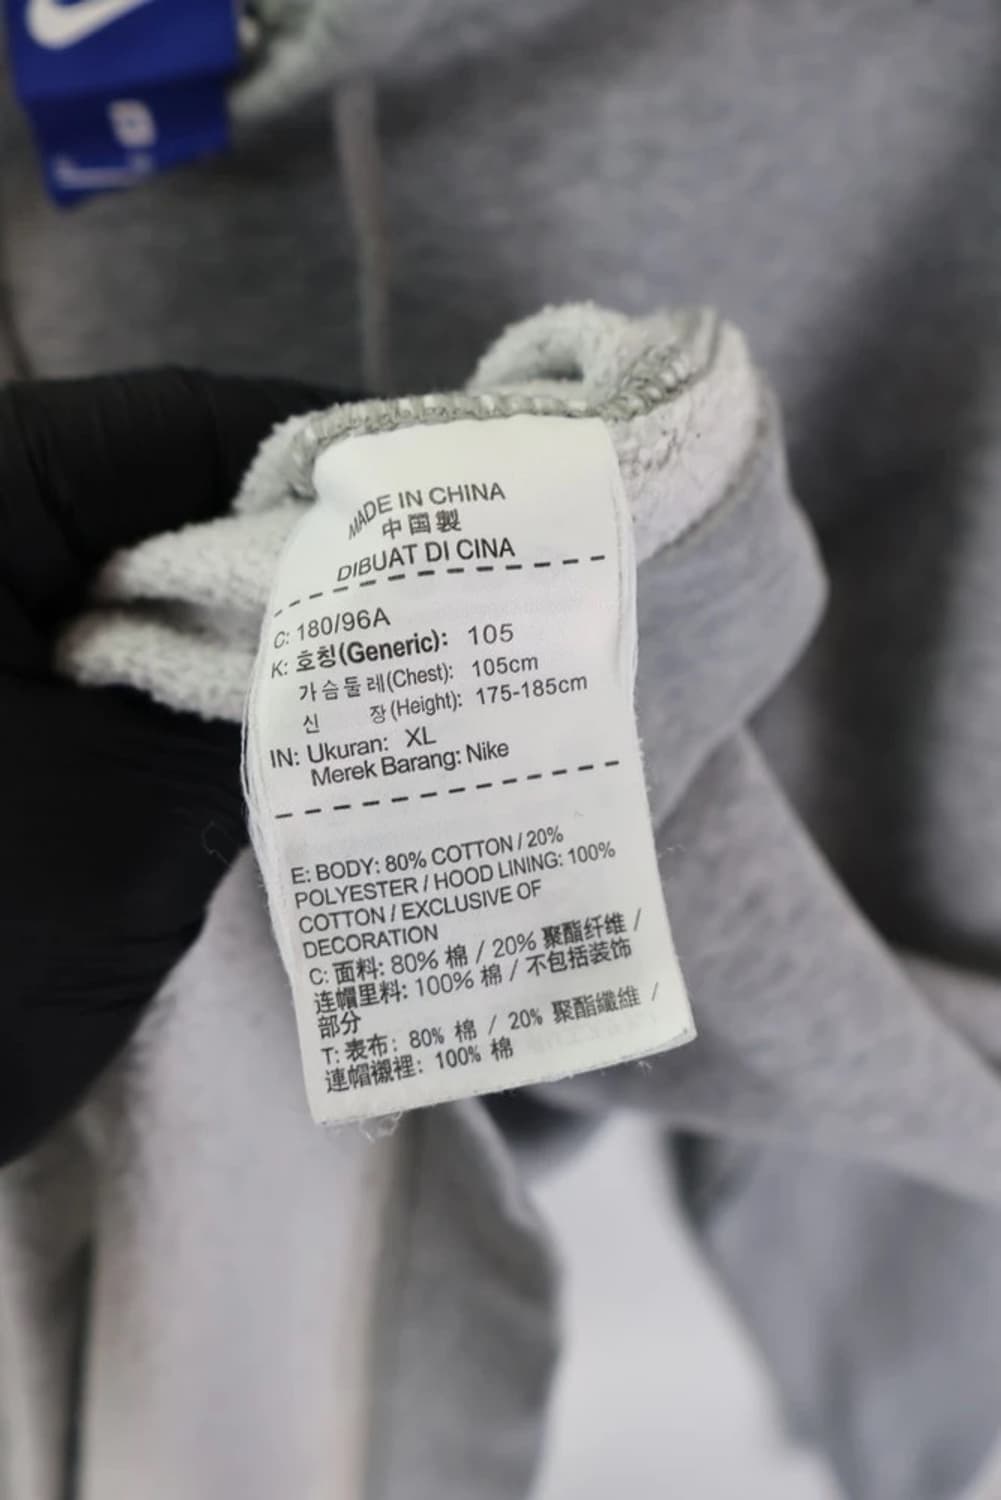 MADE IN CHINA
中国製
DIBUAT DI CINA
C: 180/96A
K: 호칭(Generic): 105
가슴둘레(Chest): 105cm
신 장(Height): 175-185cm
IN: Ukuran: XL
Merek Barang: Nike
E: BODY: 80% COTTON / 20%
POLYESTER / HOOD LINING: 100%
COTTON / EXCLUSIVE OF
DECORATION
C: 面料: 80% 棉 / 20% 聚酯纤维 /
连帽里料: 100% 棉 / 不包括装饰
部分
T: 表布: 80% 棉 / 20% 聚酯纖維 /
連帽襯裡: 100% 棉